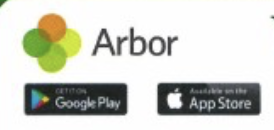 Arbor
GET IT ON
Google Play
Available on the
App Store